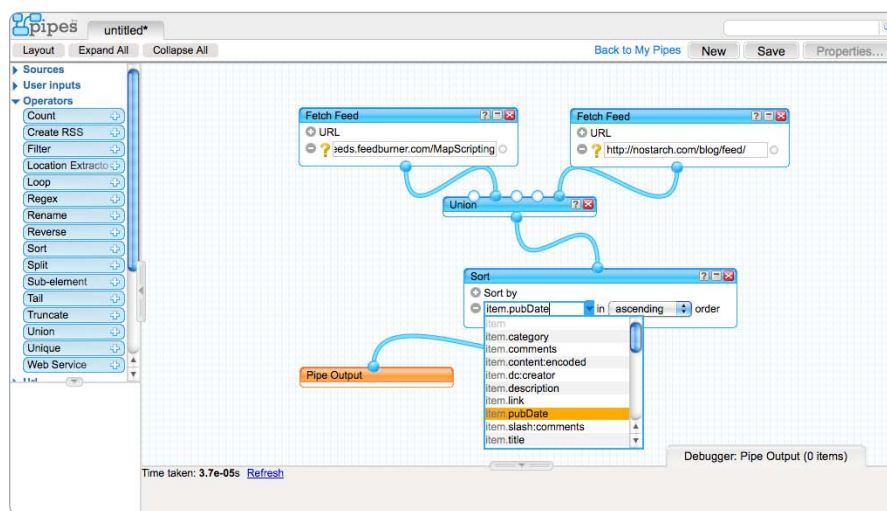 pipes
untitled*
Layout Expand All Collapse All
Back to My Pipes New Save Properties...
Sources
User inputs
Operators
Count
Create RSS
Filter
Location Extracto
Loop
Regex
Rename
Reverse
Sort
Split
Sub-element
Tail
Truncate
Union
Unique
Web Service
Url
Fetch Feed
URL
eeds.feedburner.com/MapScripting
Fetch Feed
URL
http://nostarch.com/blog/feed/
Union
Sort
Sort by
item.pubDate in ascending order
item
item.category
item.comments
item.content:encoded
item.dc:creator
item.description
item.link
item.pubDate
item.slash:comments
item.title
Pipe Output
Debugger: Pipe Output (0 items)
Time taken: 3.7e-05s Refresh